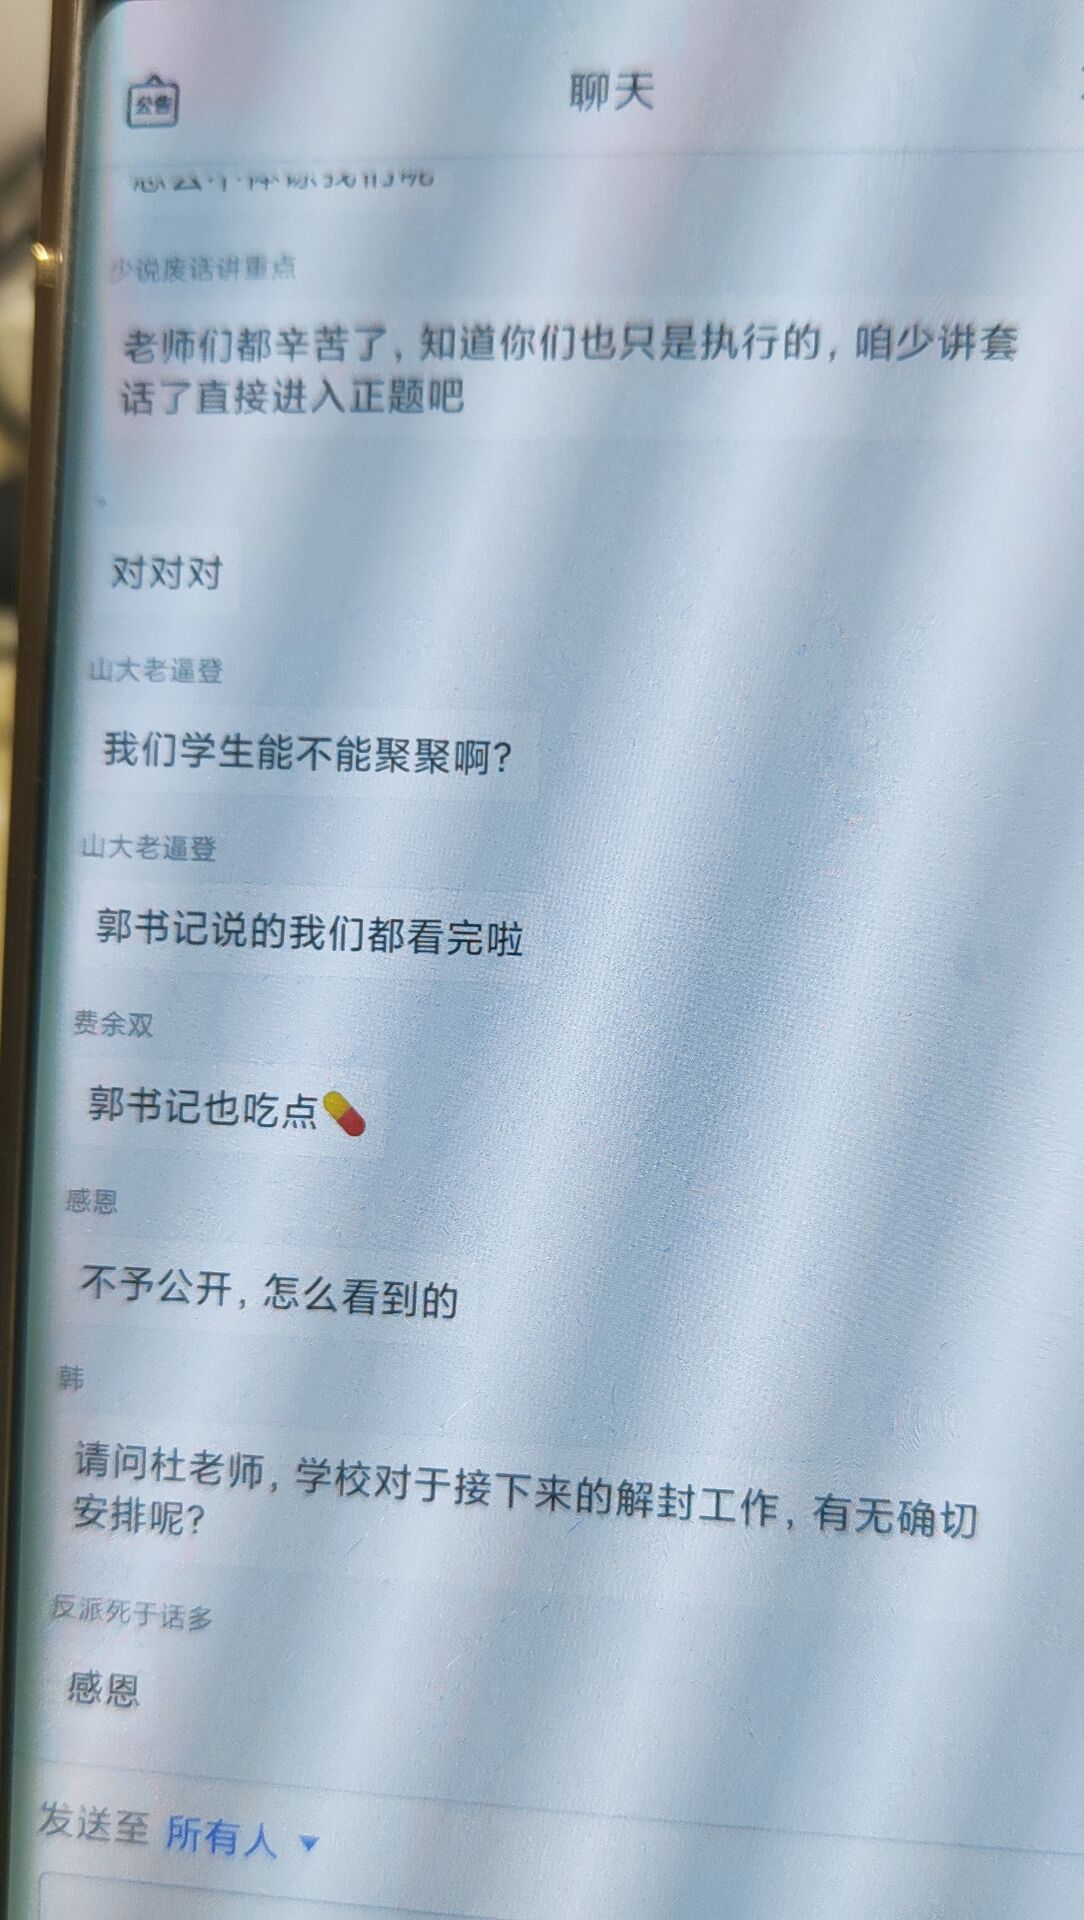 公告
聊天
少说废话讲重点
老师们都辛苦了，知道你们也只是执行的，咱少讲套
话了直接进入正题吧
。
对对对
山大老逼登
我们学生能不能聚聚啊？
山大老逼登
郭书记说的我们都看完啦
费余双
郭书记也吃点💊
感恩
不予公开，怎么看到的
韩
请问杜老师，学校对于接下来的解封工作，有无确切
安排呢？
反派死于话多
感恩
发送至 所有人